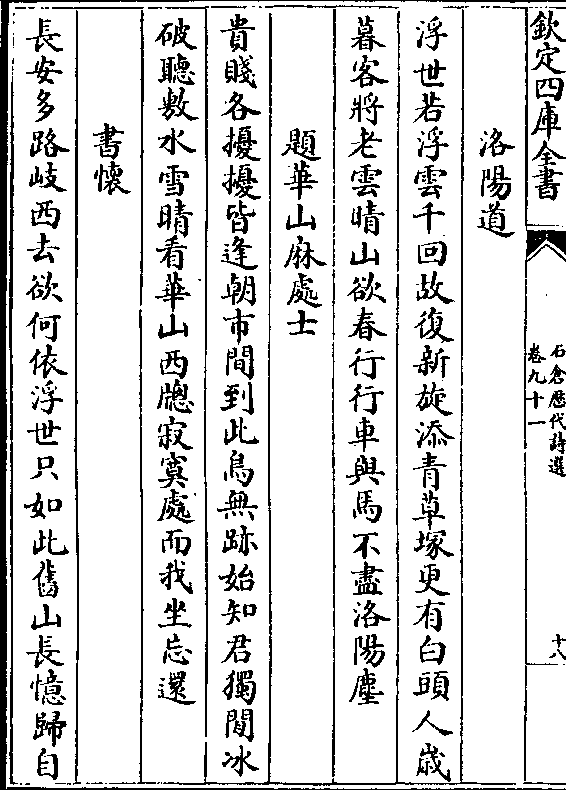 欽定四庫全書
石倉歷代詩選
卷九十一
十八
洛陽道
浮世若浮雲千回故復新旋添青草塚更有白頭人歲
暮客將老雲晴山欲春行行車與馬不盡洛陽塵
題華山麻處士
貴賤各擾擾皆逢朝市間到此鳥無跡始知君獨閒冰
破聽敷水雪晴看華山西牕寂寞處而我坐忘還
書懷
長安多路岐西去欲何依浮世只如此舊山長憶歸自